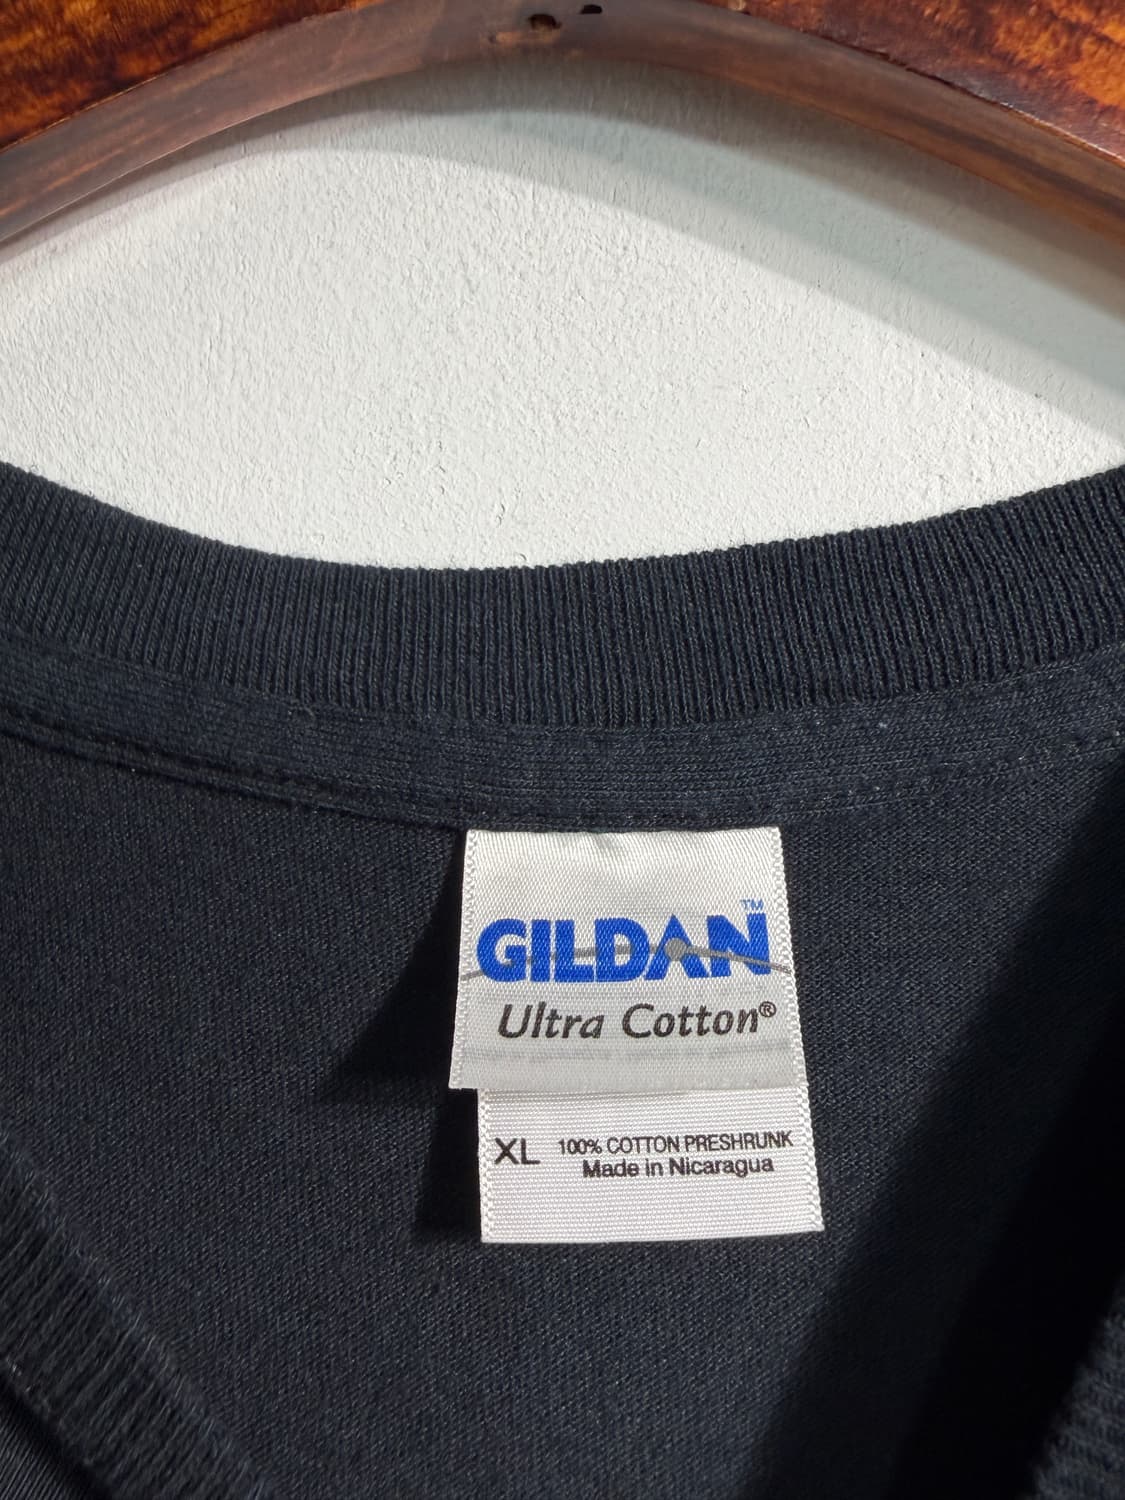 GILDAN™
Ultra Cotton®
XL 100% COTTON PRESHRUNK
Made in Nicaragua